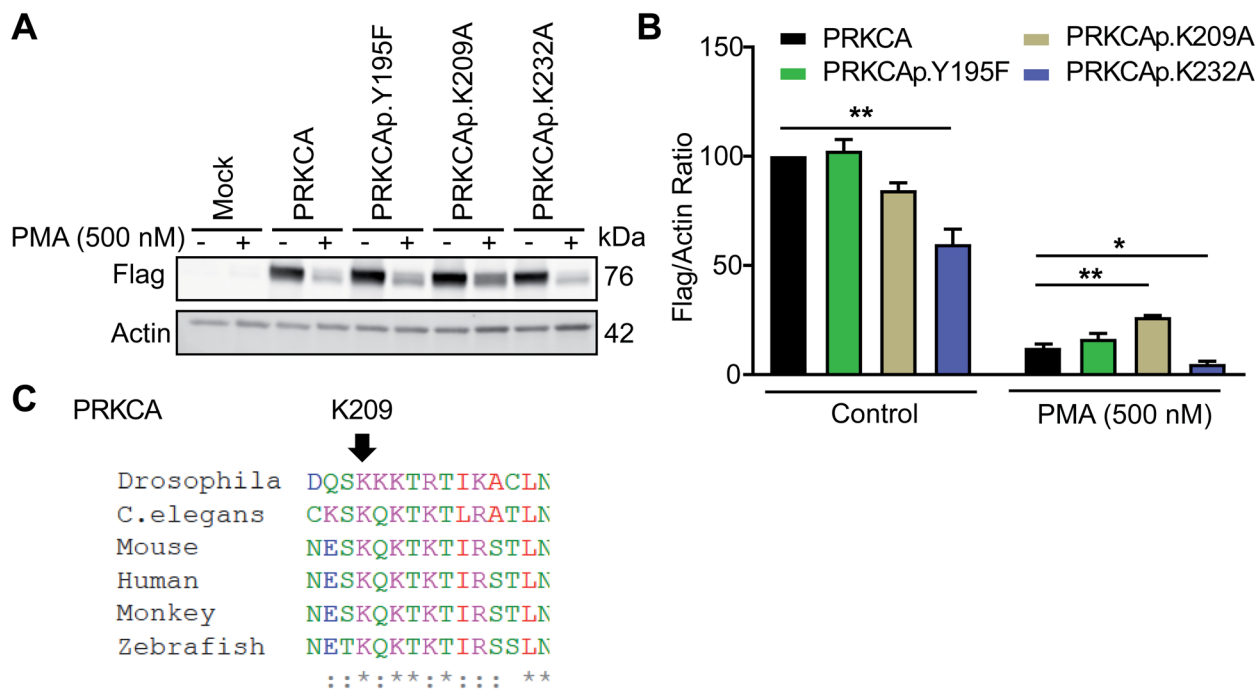 A
Mock
PRKCA
PRKCAp.Y195F
PRKCAp.K209A
PRKCAp.K232A
PMA (500 nM) - + - + - + - + - + kDa
Flag 76
Actin 42
B
PRKCA PRKCAp.K209A
PRKCAp.Y195F PRKCAp.K232A
Flag/Actin Ratio
150
100
50
0
**
*
**
Control PMA (500 nM)
C
PRKCA K209
Drosophila DQSKKKTRTIKACLN
C.elegans CKSKQKTKTLRATLN
Mouse NESKQKTKTIRSTLN
Human NESKQKTKTIRSTLN
Monkey NESKQKTKTIRSTLN
Zebrafish NETKQKTKTIRSSLN
::*:**:*::: **